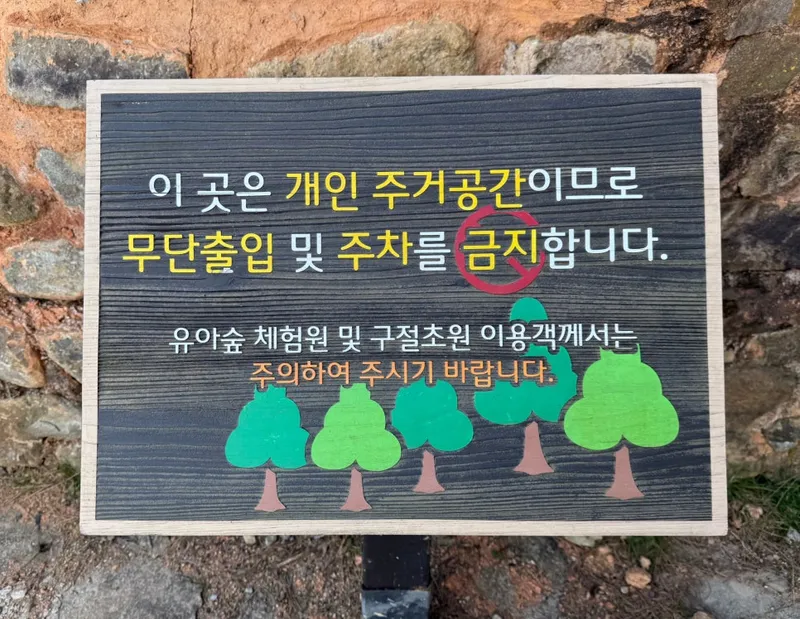 이 곳은 개인 주거공간이므로
무단출입 및 주차를 금지합니다.
유아숲 체험원 및 구절초원 이용객께서는
주의하여 주시기 바랍니다.